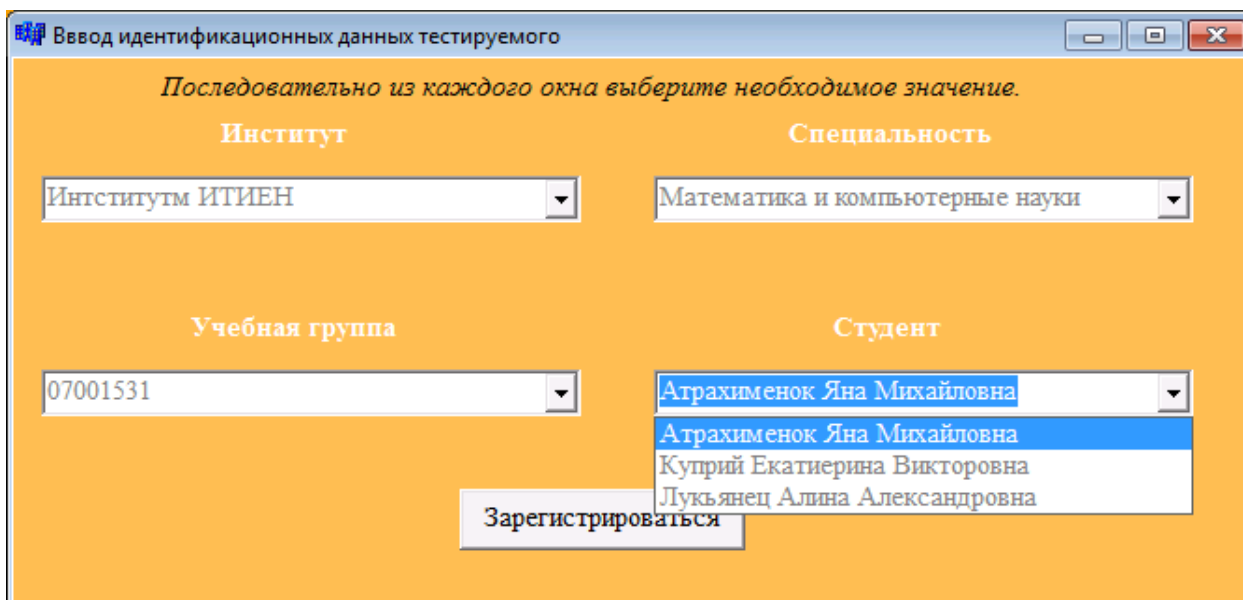 Вввод идентификационных данных тестируемого
Последовательно из каждого окна выберите необходимое значение.
Институт
Специальность
Интститутм ИТИЕН
Математика и компьютерные науки
Учебная группа
Студент
07001531
Атрахименок Яна Михайловна
Атрахименок Яна Михайловна
Куприй Екатиерина Викторовна
Лукьянец Алина Александровна
Зарегистрироваться